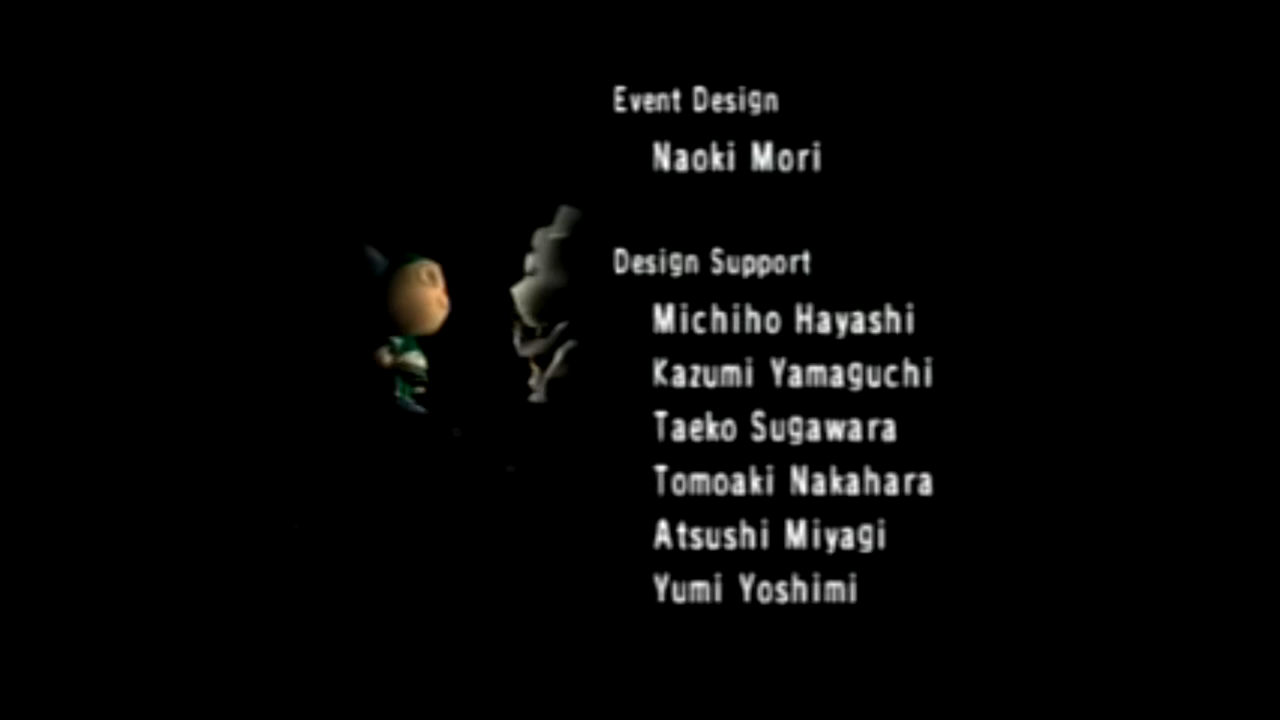 Event Design
Naoki Mori
Design Support
Michiho Hayashi
Kazumi Yamaguchi
Taeko Sugawara
Tomoaki Nakahara
Atsushi Miyagi
Yumi Yoshimi